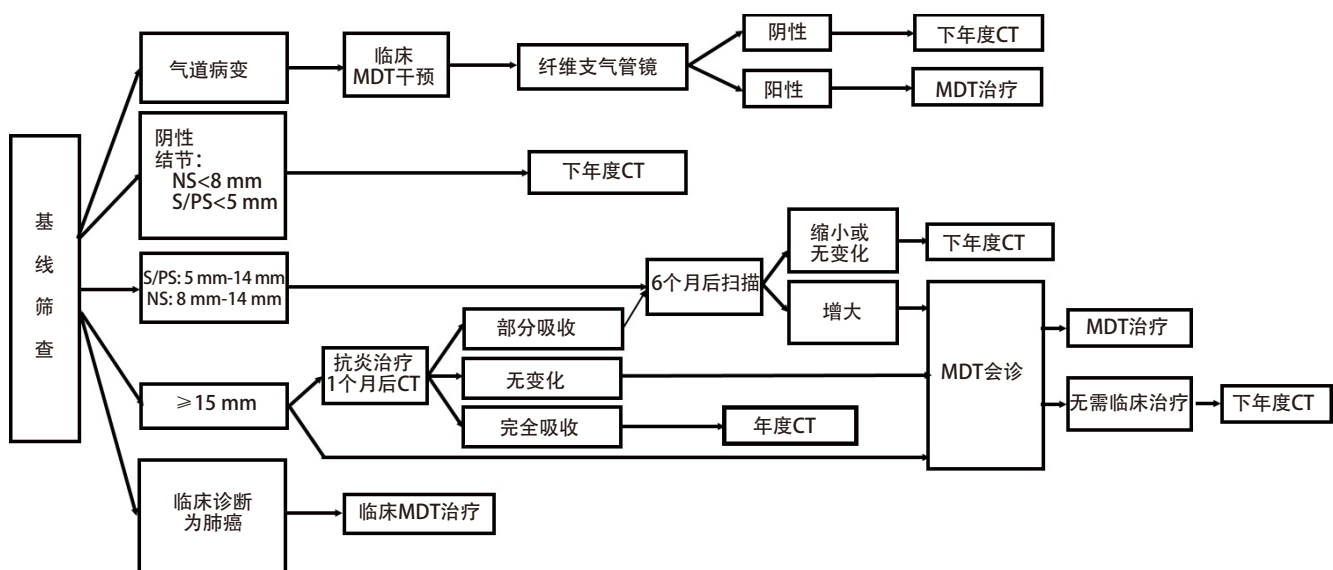 基
线
筛
查
气道病变
临床
MDT干预
纤维支气管镜
阴性
下年度CT
阳性
MDT治疗
阴性
结节:
NS<8 mm
S/PS<5 mm
下年度CT
S/PS: 5 mm-14 mm
NS: 8 mm-14 mm
6个月后扫描
缩小或
无变化
下年度CT
增大
≥15 mm
抗炎治疗
1个月后CT
部分吸收
无变化
完全吸收
年度CT
MDT会诊
MDT治疗
无需临床治疗
下年度CT
临床诊断
为肺癌
临床MDT治疗